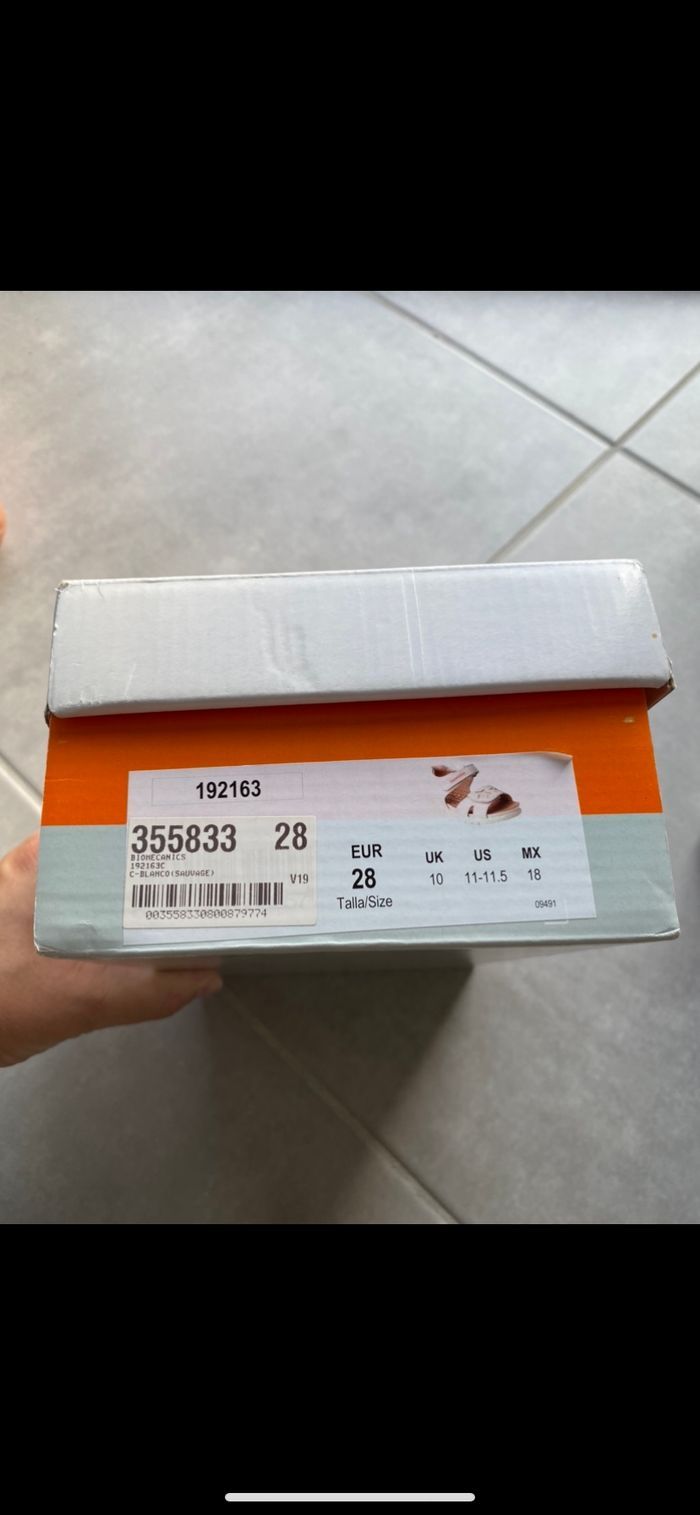 192163
355833 28
BIOMECANICS
192163C
C-BLANCO(SAUVAGE)
V19
003558330800879774
EUR UK US MX
28 10 11-11.5 18
Talla/Size
09491